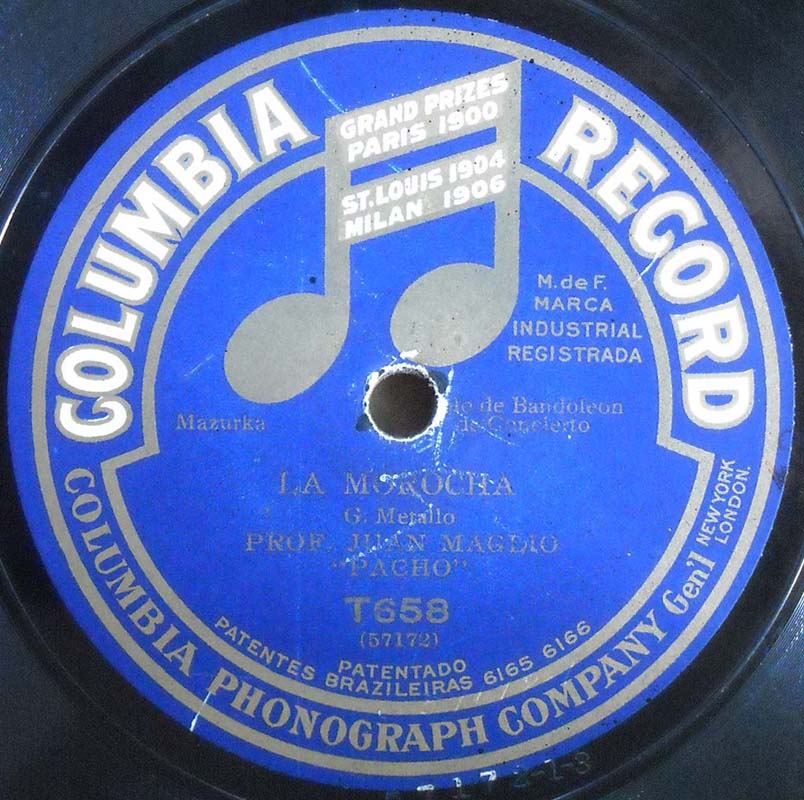 COLUMBIA RECORD
GRAND PRIZES
PARIS 1900
ST. LOUIS 1904
MILAN 1906
M. de F.
MARCA
INDUSTRIAL
REGISTRADA
Mazurka
de Bandoleon
de Concierto
LA MOROCHA
G. Metallo
PROF. JUAN MAGLIO
"PACHO"
T658
(57172)
PATENTADO
PATENTES BRAZILEIRAS 6165 6166
COLUMBIA PHONOGRAPH COMPANY Gen'l NEW YORK
LONDON.